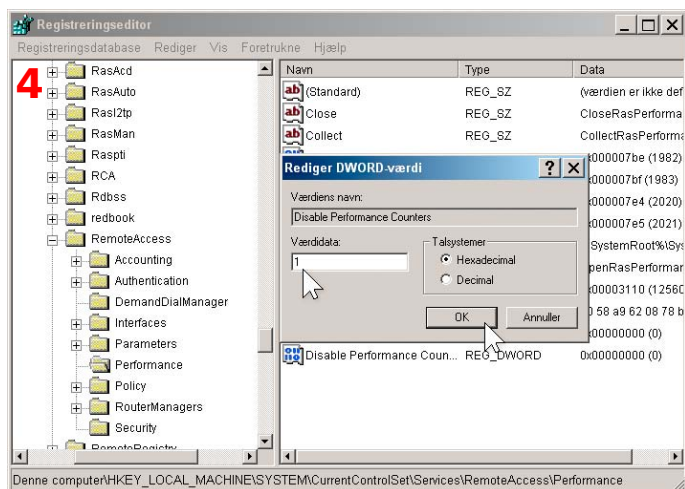 Registreringseditor
Registreringsdatabase Rediger Vis Foretrukne Hjælp
4
RasAcd
RasAuto
Rasl2tp
RasMan
Raspti
RCA
Rdbss
redbook
RemoteAccess
Accounting
Authentication
DemandDialManager
Interfaces
Parameters
Performance
Policy
RouterManagers
Security
RemoteRegistry
Navn Type Data
(Standard) REG_SZ (værdien er ikke def
Close REG_SZ CloseRasPerforma
Collect REG_SZ CollectRasPerforma
x000007be (1982)
x000007bf (1983)
x000007e4 (2020)
x000007e5 (2021)
SystemRoot%\Sys
penRasPerformar
x00003110 (12560
0 58 a9 62 08 78 b
x00000000 (0)
Disable Performance Coun... REG_DWORD 0x00000000 (0)
Rediger DWORD-værdi
Værdiens navn:
Disable Performance Counters
Værdidata:
1
Talsystemer
Hexadecimal
Decimal
OK Annuller
Denne computer\HKEY_LOCAL_MACHINE\SYSTEM\CurrentControlSet\Services\RemoteAccess\Performance